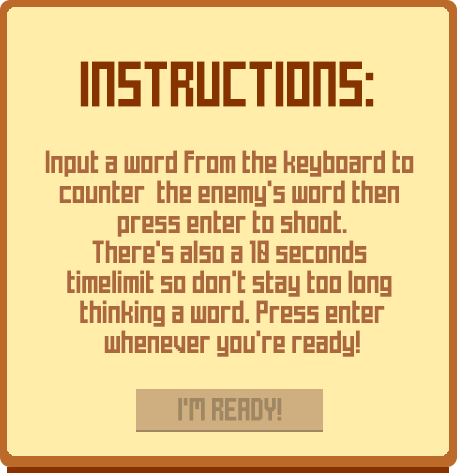 INSTRUCTIONS:
Input a word from the keyboard to
counter  the enemy's word then
press enter to shoot.
There's also a 10 seconds
timelimit so don't stay too long
thinking a word. Press enter
whenever you're ready!
I'M READY!